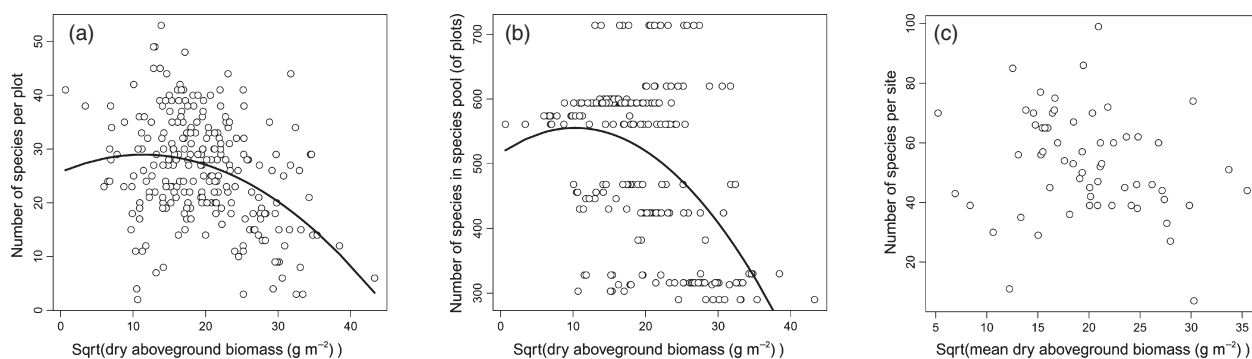 (a)
Number of species per plot
50
40
30
20
10
0
0 10 20 30 40
Sqrt(dry aboveground biomass (g m⁻²) )
(b)
Number of species in species pool (of plots)
700
600
500
400
300
0 10 20 30 40
Sqrt(dry aboveground biomass (g m⁻²) )
(c)
Number of species per site
100
80
60
40
20
5 10 15 20 25 30 35
Sqrt(mean dry aboveground biomass (g m⁻²) )